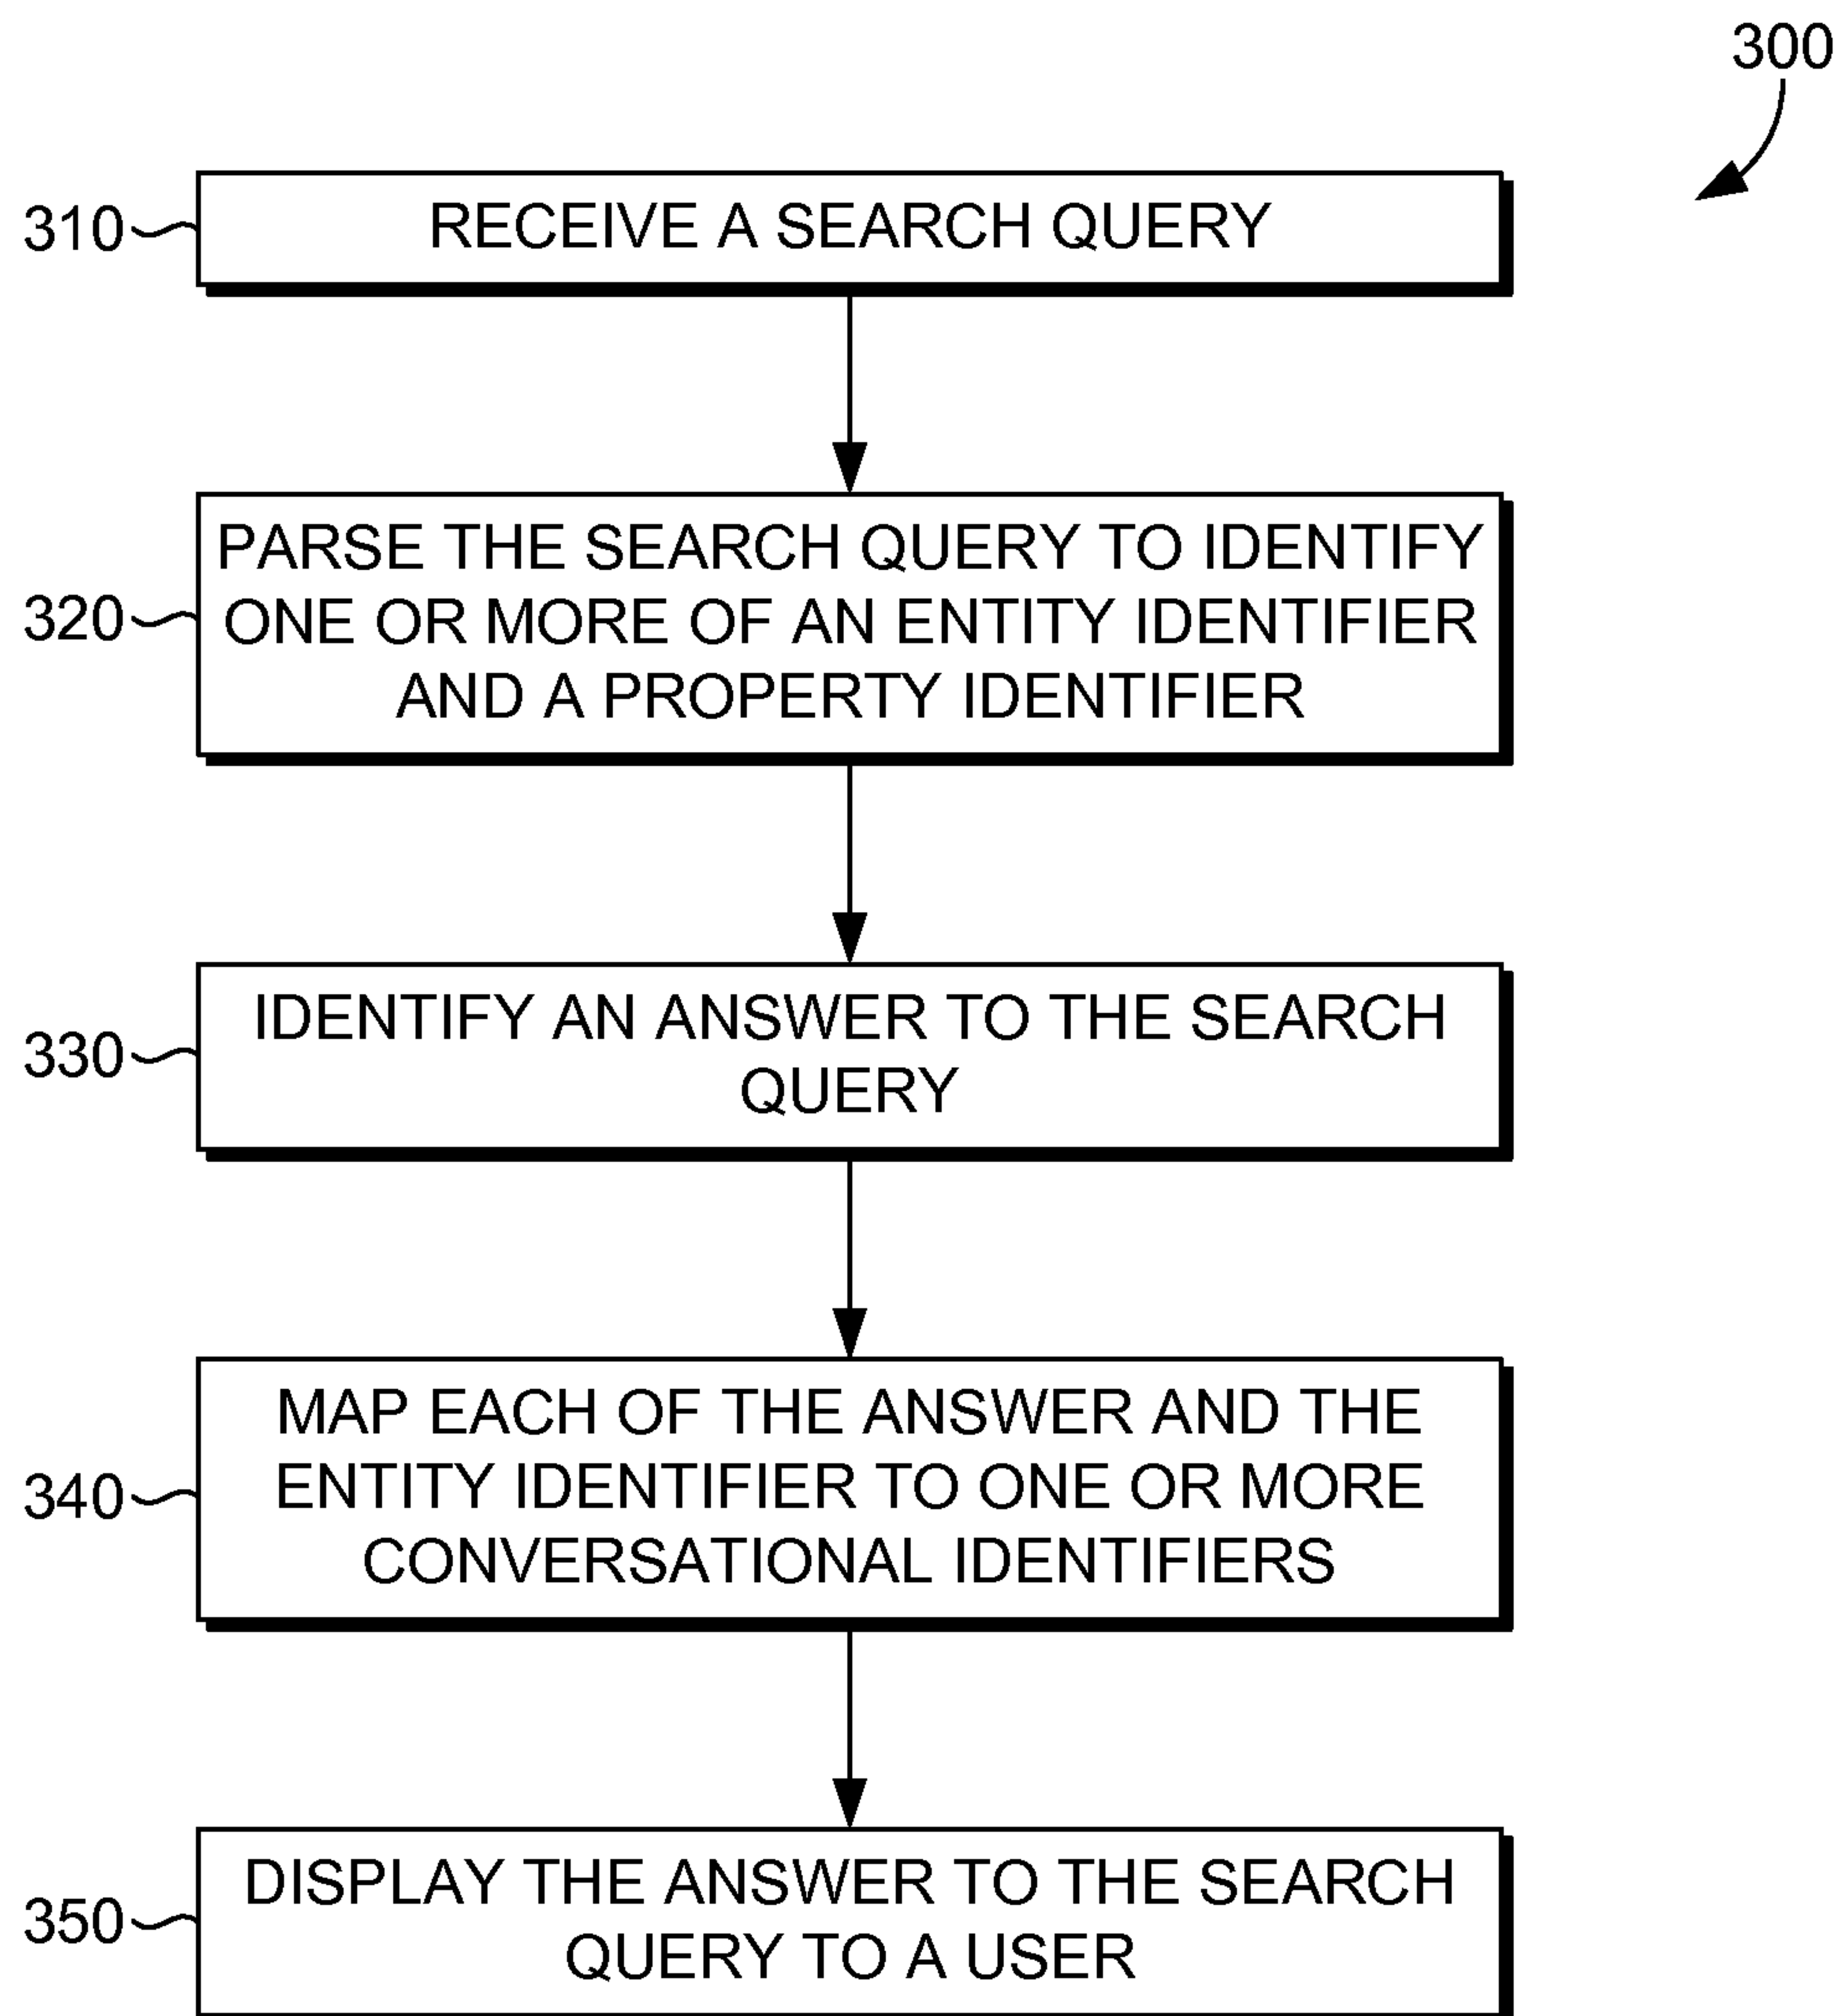 300
310
RECEIVE A SEARCH QUERY
320
PARSE THE SEARCH QUERY TO IDENTIFY
ONE OR MORE OF AN ENTITY IDENTIFIER
AND A PROPERTY IDENTIFIER
330
IDENTIFY AN ANSWER TO THE SEARCH
QUERY
340
MAP EACH OF THE ANSWER AND THE
ENTITY IDENTIFIER TO ONE OR MORE
CONVERSATIONAL IDENTIFIERS
350
DISPLAY THE ANSWER TO THE SEARCH
QUERY TO A USER